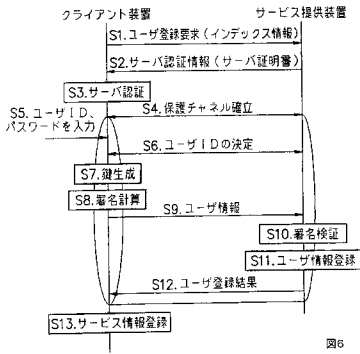 クライアント装置
サービス提供装置
S1.ユーザ登録要求(インデックス情報)
S2.サーバ認証情報(サーバ証明書)
S3.サーバ認証
S4.保護チャネル確立
S5.ユーザID、
パスワードを入力
S6.ユーザIDの決定
S7.鍵生成
S8.署名計算
S9.ユーザ情報
S10.署名検証
S11.ユーザ情報登録
S12.ユーザ登録結果
S13.サービス情報登録
図6